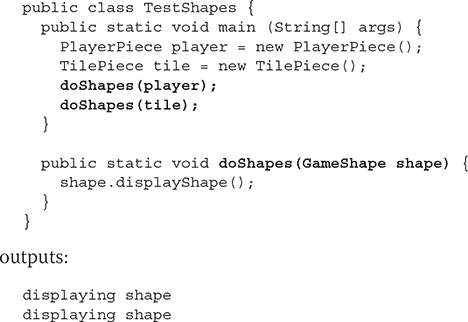 public class TestShapes {
  public static void main (String[] args) {
    PlayerPiece player = new PlayerPiece();
    TilePiece tile = new TilePiece();
    doShapes(player);
    doShapes(tile);
  }

  public static void doShapes(GameShape shape) {
    shape.displayShape();
  }
}
outputs:
displaying shape
displaying shape